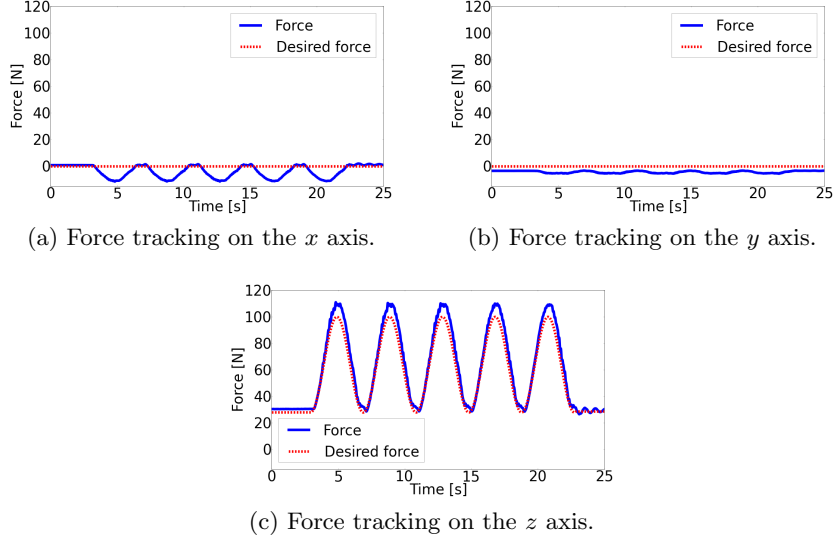 120
100
80
60
40
20
0
Force [N]
Force
Desired force
0 5 10 15 20 25
Time [s]
(a) Force tracking on the x axis.
120
100
80
60
40
20
0
Force [N]
Force
Desired force
0 5 10 15 20 25
Time [s]
(b) Force tracking on the y axis.
120
100
80
60
40
20
0
Force [N]
Force
Desired force
0 5 10 15 20 25
Time [s]
(c) Force tracking on the z axis.